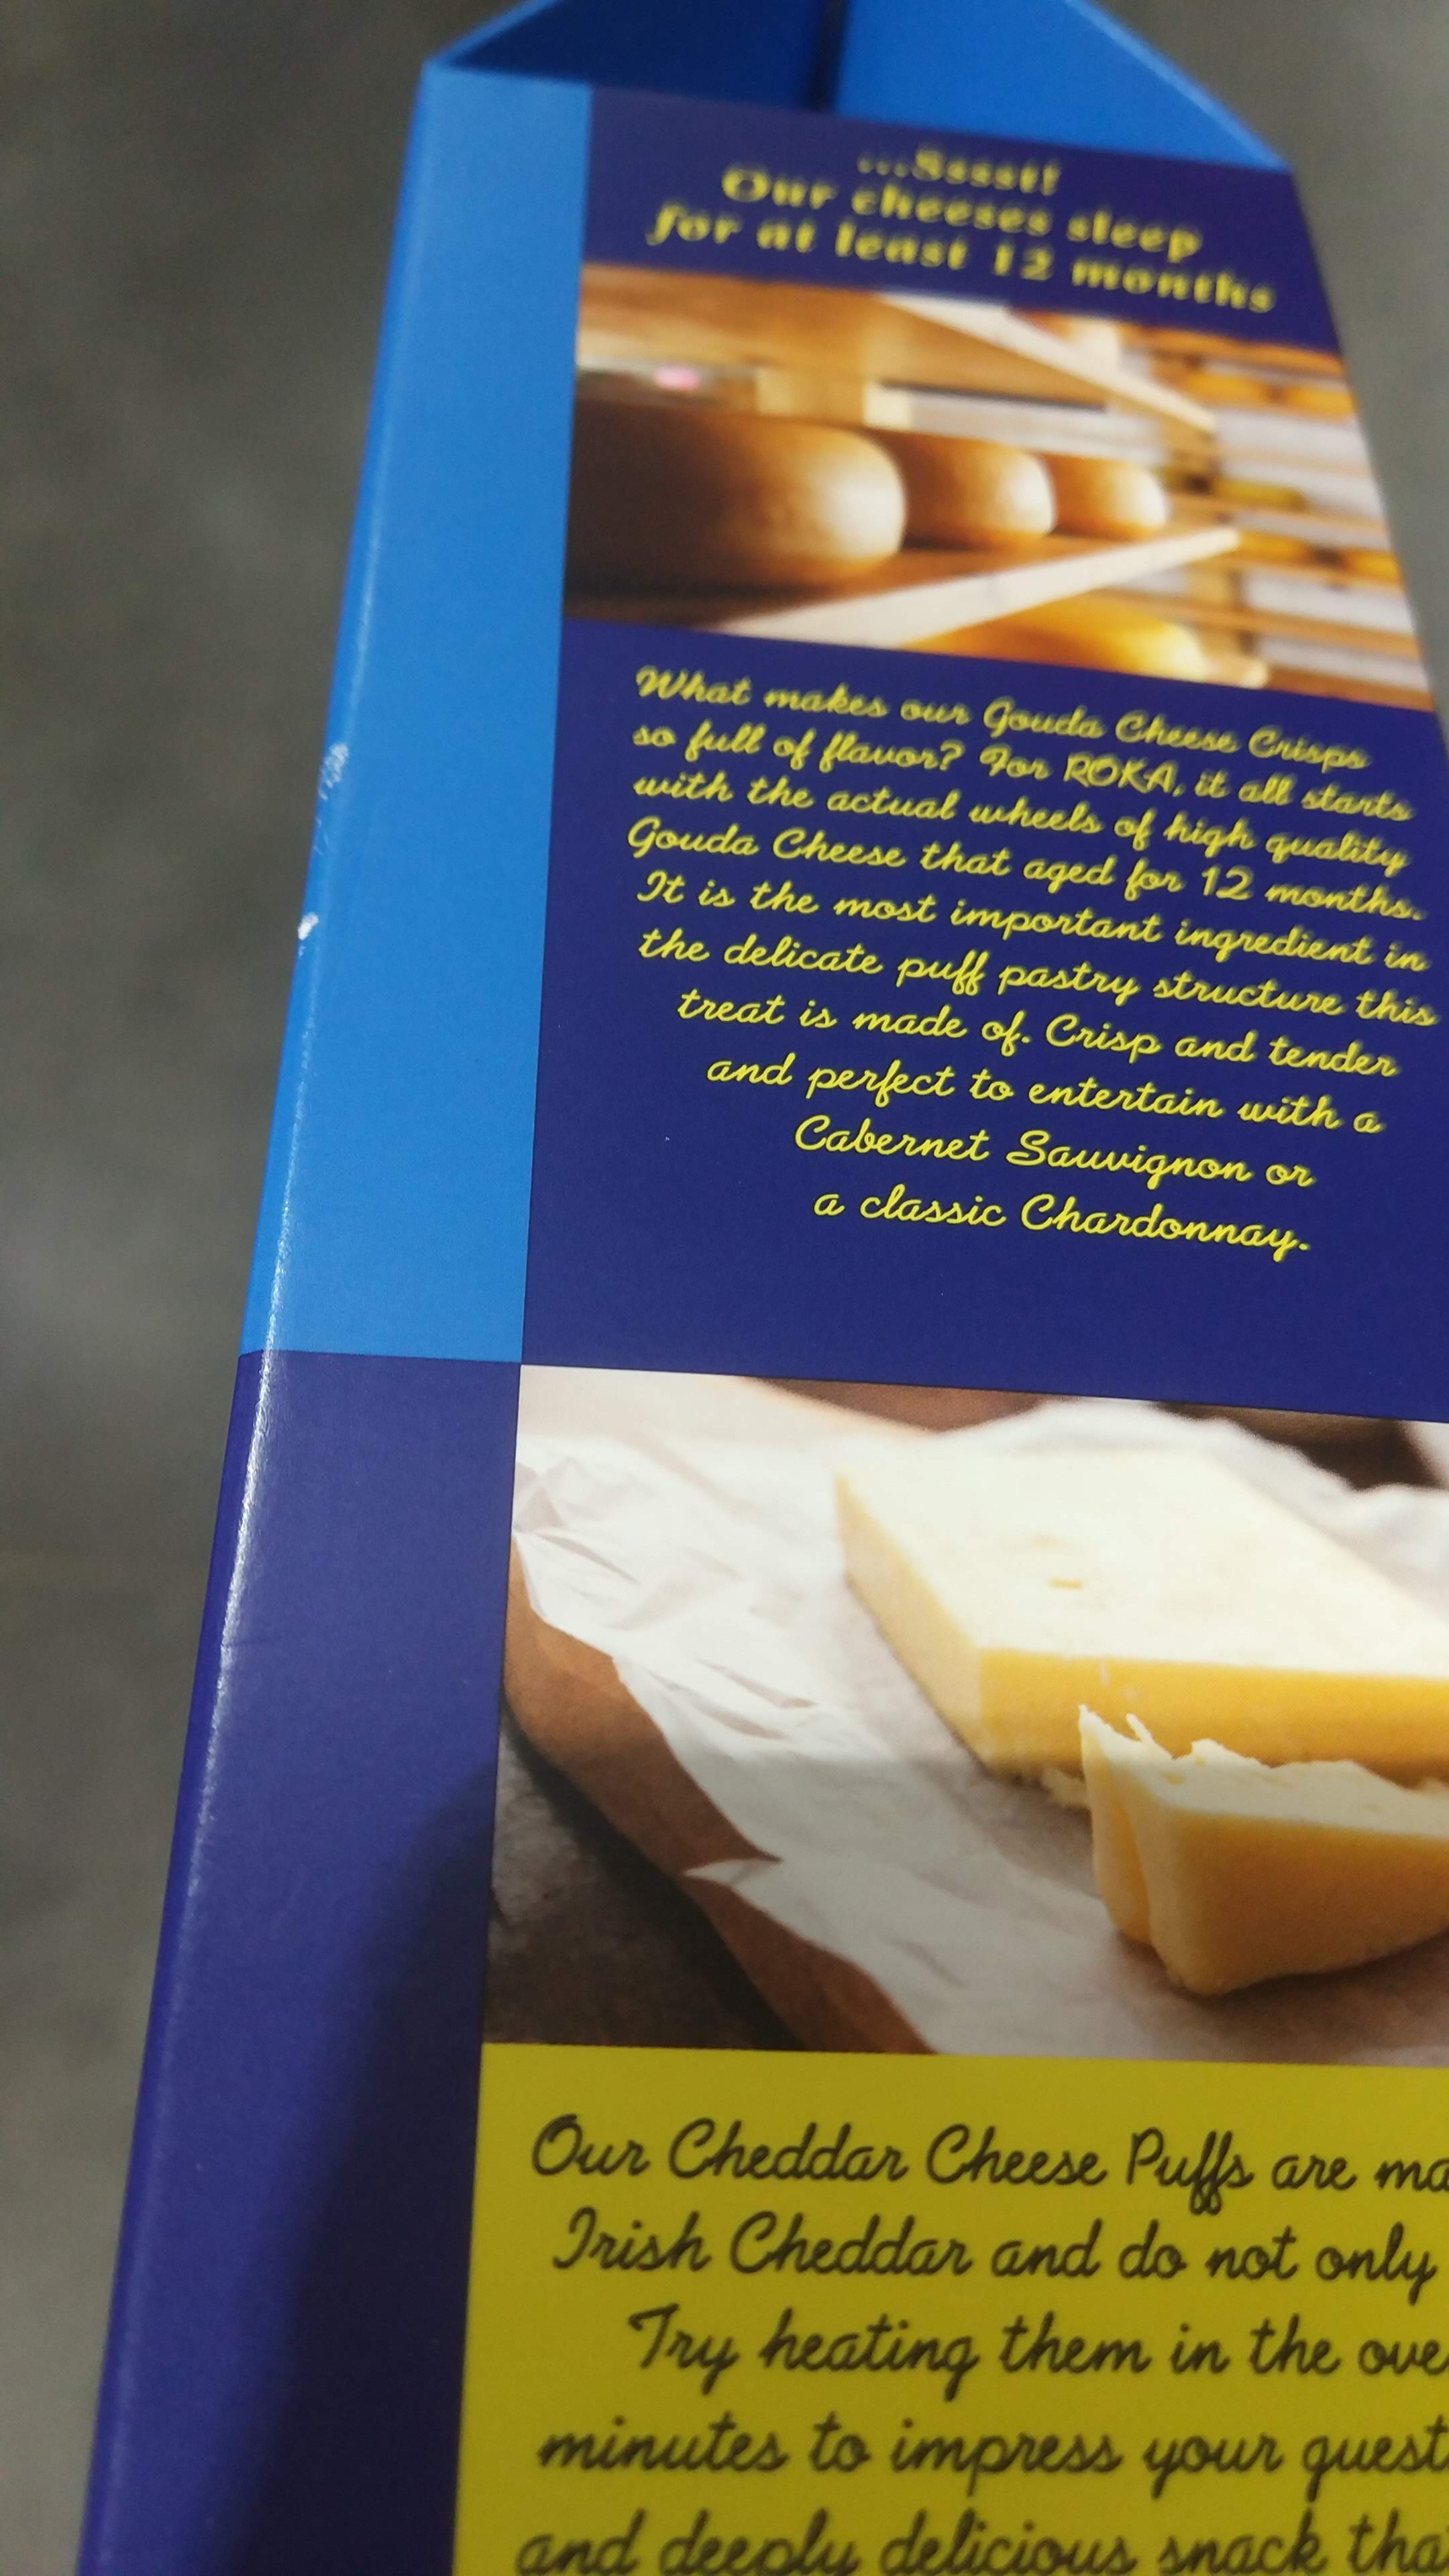 ...Sssst!
Our cheeses sleep
for at least 12 months
What makes our Gouda Cheese Crisps
so full of flavor? For ROKA, it all starts
with the actual wheels of high quality
Gouda Cheese that aged for 12 months.
It is the most important ingredient in
the delicate puff pastry structure this
treat is made of. Crisp and tender
and perfect to entertain with a
Cabernet Sauvignon or
a classic Chardonnay.
Our Cheddar Cheese Puffs are
Irish Cheddar and do not only
Try heating them in the
minutes to impress your
and deeply delicious snack